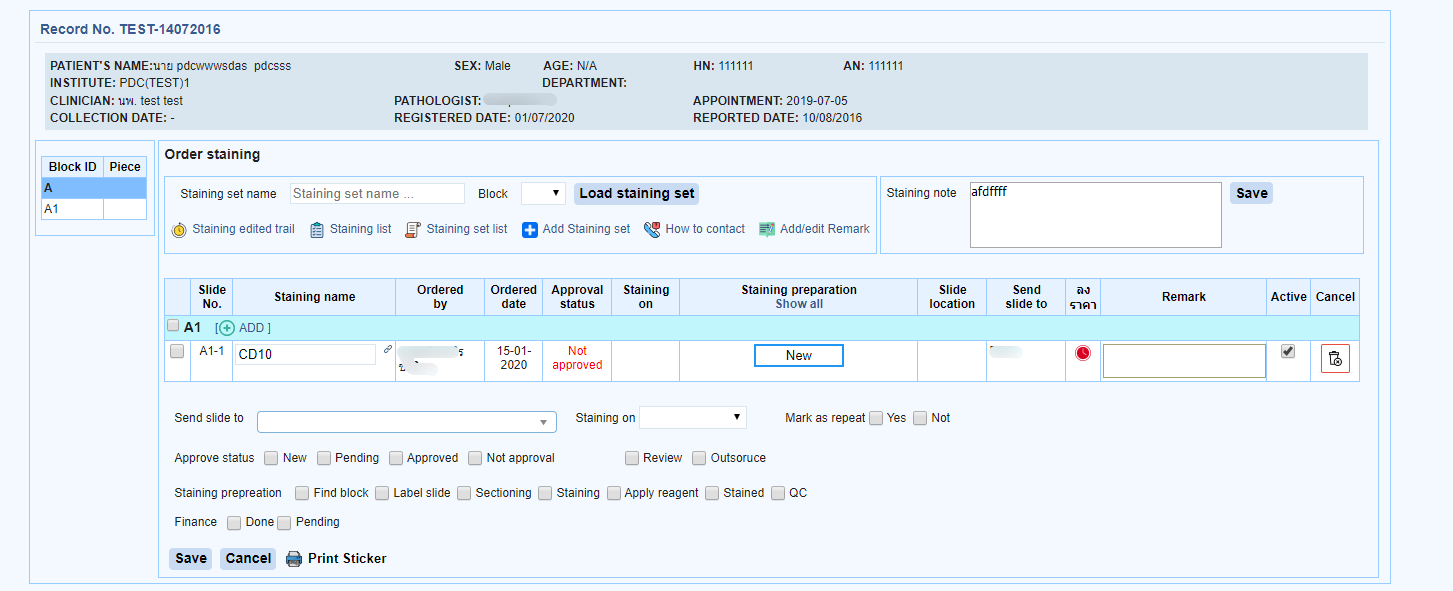 Record No. TEST-14072016
PATIENT'S NAME:นาย pdcwwwsdas pdcsss SEX: Male AGE: N/A HN: 111111 AN: 111111
INSTITUTE: PDC(TEST)1 DEPARTMENT:
CLINICIAN: นพ. test test PATHOLOGIST: APPOINTMENT: 2019-07-05
COLLECTION DATE: - REGISTERED DATE: 01/07/2020 REPORTED DATE: 10/08/2016
Block ID Piece
A
A1
Order staining
Staining set name Staining set name ... Block Load staining set
Staining edited trail Staining list Staining set list Add Staining set How to contact Add/edit Remark
Staining note afdffff Save
Slide No. Staining name Ordered by Ordered date Approval status Staining on Staining preparation Show all Slide location Send slide to ลงราคา Remark Active Cancel
A1 [ ADD ]
A1-1 CD10 15-01-2020 Not approved New
Send slide to Staining on Mark as repeat Yes Not
Approve status New Pending Approved Not approval Review Outsoruce
Staining prepreation Find block Label slide Sectioning Staining Apply reagent Stained QC
Finance Done Pending
Save Cancel Print Sticker